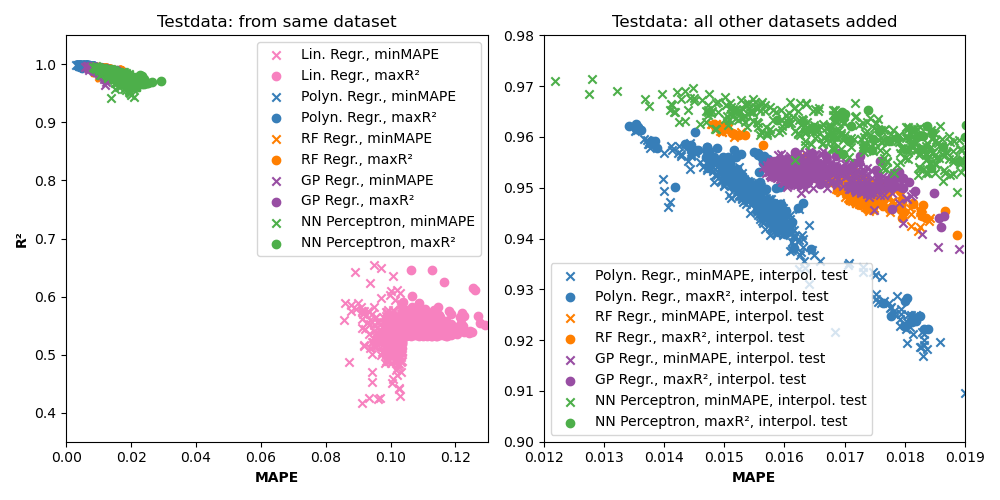 Testdata: from same dataset
Lin. Regr., minMAPE
Lin. Regr., maxR²
Polyn. Regr., minMAPE
Polyn. Regr., maxR²
RF Regr., minMAPE
RF Regr., maxR²
GP Regr., minMAPE
GP Regr., maxR²
NN Perceptron, minMAPE
NN Perceptron, maxR²
R²
1.0
0.9
0.8
0.7
0.6
0.5
0.4
0.00 0.02 0.04 0.06 0.08 0.10 0.12
MAPE
Testdata: all other datasets added
0.98
0.97
0.96
0.95
0.94
0.93
0.92
0.91
0.90
Polyn. Regr., minMAPE, interpol. test
Polyn. Regr., maxR², interpol. test
RF Regr., minMAPE, interpol. test
RF Regr., maxR², interpol. test
GP Regr., minMAPE, interpol. test
GP Regr., maxR², interpol. test
NN Perceptron, minMAPE, interpol. test
NN Perceptron, maxR², interpol. test
0.012 0.013 0.014 0.015 0.016 0.017 0.018 0.019
MAPE